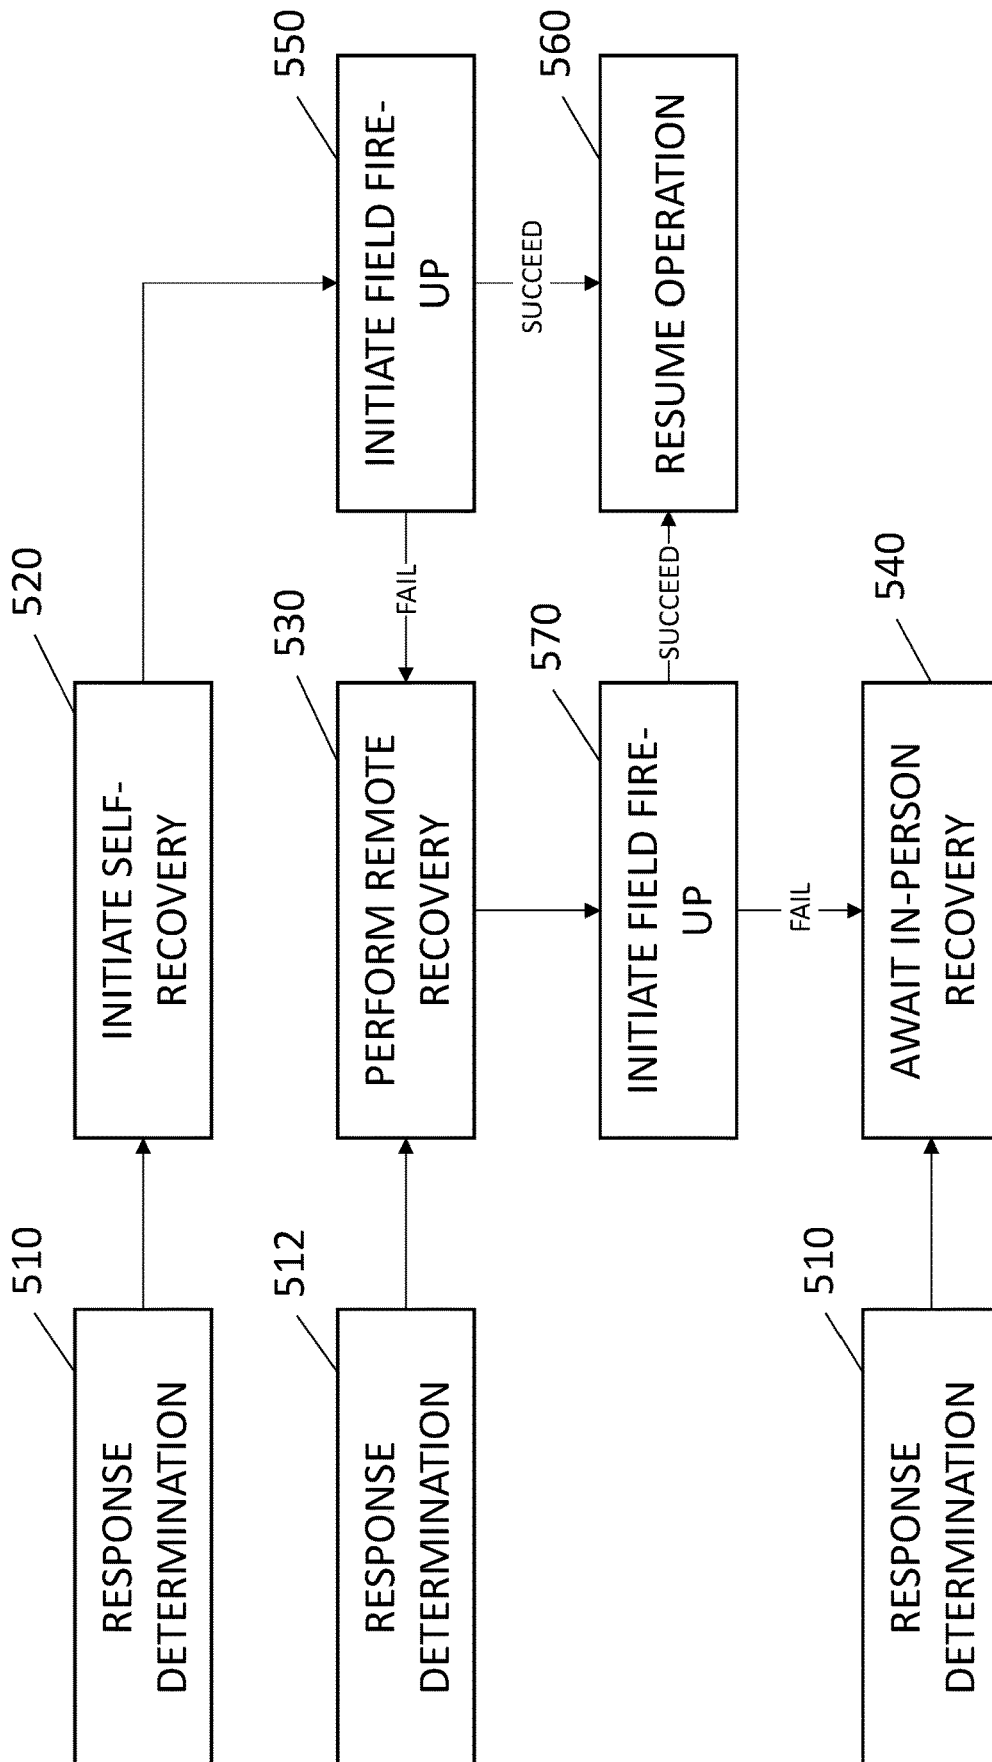 510
RESPONSE
DETERMINATION
520
INITIATE SELF-
RECOVERY
512
RESPONSE
DETERMINATION
530
PERFORM REMOTE
RECOVERY
FAIL
550
INITIATE FIELD FIRE-
UP
SUCCEED
570
INITIATE FIELD FIRE-
UP
SUCCEED
560
RESUME OPERATION
FAIL
510
RESPONSE
DETERMINATION
540
AWAIT IN-PERSON
RECOVERY